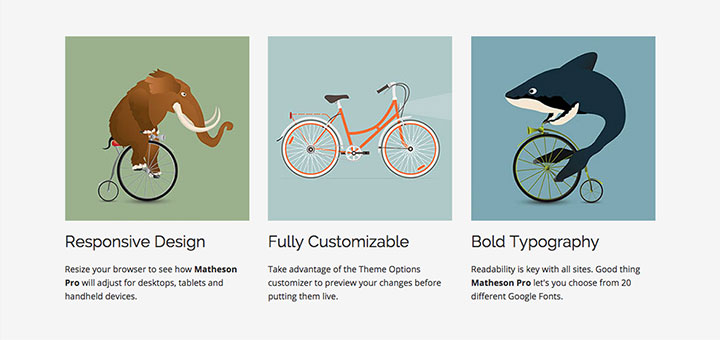 Responsive Design
Resize your browser to see how Matheson
Pro will adjust for desktops, tablets and
handheld devices.
Fully Customizable
Take advantage of the Theme Options
customizer to preview your changes before
putting them live.
Bold Typography
Readability is key with all sites. Good thing
Matheson Pro let's you choose from 20
different Google Fonts.